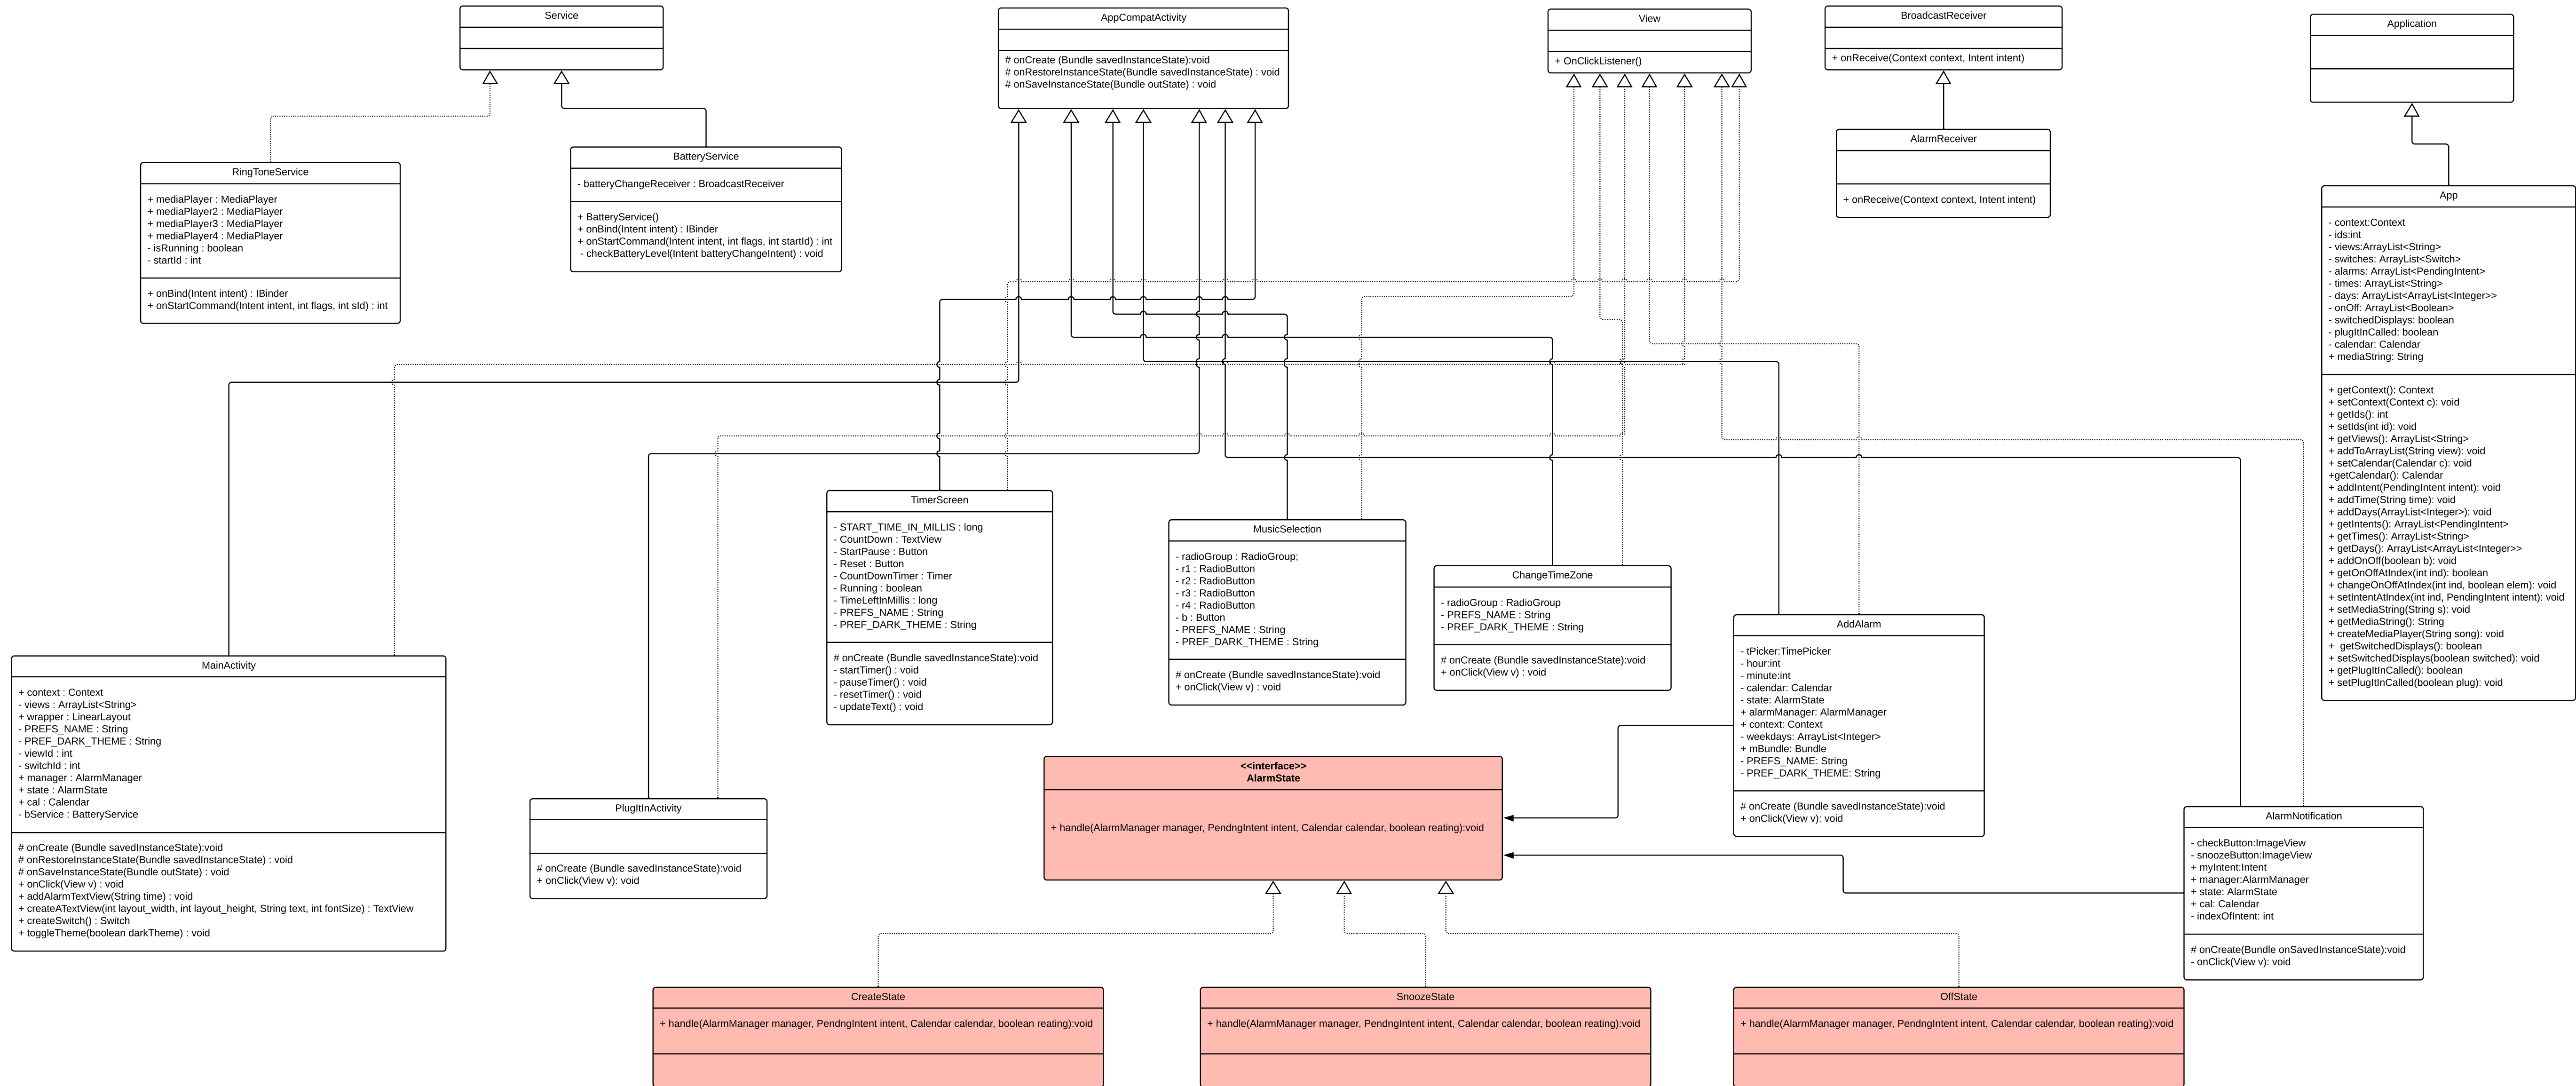 Service
AppCompatActivity
# onCreate (Bundle savedInstanceState):void
# onRestoreInstanceState(Bundle savedInstanceState) : void
# onSaveInstanceState(Bundle outState) : void
View
+ OnClickListener()
BroadcastReceiver
+ onReceive(Context context, Intent intent)
Application
RingToneService
+ mediaPlayer : MediaPlayer
+ mediaPlayer2 : MediaPlayer
+ mediaPlayer3 : MediaPlayer
+ mediaPlayer4 : MediaPlayer
- isRunning : boolean
- startId : int
+ onBind(Intent intent) : IBinder
+ onStartCommand(Intent intent, int flags, int sId) : int
BatteryService
- batteryChangeReceiver : BroadcastReceiver
+ BatteryService()
+ onBind(Intent intent) : IBinder
+ onStartCommand(Intent intent, int flags, int startId) : int
- checkBatteryLevel(Intent batteryChangeIntent) : void
AlarmReceiver
+ onReceive(Context context, Intent intent)
App
- context:Context
- ids:int
- views:ArrayList<String>
- switches: ArrayList<Switch>
- alarms: ArrayList<PendingIntent>
- times: ArrayList<String>
- days: ArrayList<ArrayList<Integer>>
- onOff: ArrayList<Boolean>
- switchedDisplays: boolean
- plugItInCalled: boolean
- calendar: Calendar
+ mediaString: String
+ getContext(): Context
+ setContext(Context c): void
+ getIds(): int
+ setIds(int id): void
+ getViews(): ArrayList<String>
+ addToArrayList(String view): void
+ setCalendar(Calendar c): void
+getCalendar(): Calendar
+ addIntent(PendingIntent intent): void
+ addTime(String time): void
+ addDays(ArrayList<Integer>): void
+ getIntents(): ArrayList<PendingIntent>
+ getTimes(): ArrayList<String>
+ getDays(): ArrayList<ArrayList<Integer>>
+ addOnOff(boolean b): void
+ getOnOffAtIndex(int ind): boolean
+ changeOnOffAtIndex(int ind, boolean elem): void
+ setIntentAtIndex(int ind, PendingIntent intent): void
+ setMediaString(String s): void
+ getMediaString(): String
+ createMediaPlayer(String song): void
+ getSwitchedDisplays(): boolean
+ setSwitchedDisplays(boolean switched): void
+ getPlugItInCalled(): boolean
+ setPlugItInCalled(boolean plug): void
TimerScreen
- START_TIME_IN_MILLIS : long
- CountDown : TextView
- StartPause : Button
- Reset : Button
- CountDownTimer : Timer
- Running : boolean
- TimeLeftInMillis : long
- PREFS_NAME : String
- PREF_DARK_THEME : String
# onCreate (Bundle savedInstanceState):void
- startTimer() : void
- pauseTimer() : void
- resetTimer() : void
- updateText() : void
MusicSelection
- radioGroup : RadioGroup;
- r1 : RadioButton
- r2 : RadioButton
- r3 : RadioButton
- r4 : RadioButton
- b : Button
- PREFS_NAME : String
- PREF_DARK_THEME : String
# onCreate (Bundle savedInstanceState):void
+ onClick(View v) : void
ChangeTimeZone
- radioGroup : RadioGroup
- PREFS_NAME : String
- PREF_DARK_THEME : String
# onCreate (Bundle savedInstanceState):void
+ onClick(View v) : void
AddAlarm
- tPicker:TimePicker
- hour:int
- minute:int
- calendar: Calendar
- state: AlarmState
+ alarmManager: AlarmManager
+ context: Context
- weekdays: ArrayList<Integer>
+ mBundle: Bundle
- PREFS_NAME: String
- PREF_DARK_THEME: String
# onCreate (Bundle savedInstanceState):void
+ onClick(View v): void
MainActivity
+ context : Context
- views : ArrayList<String>
+ wrapper : LinearLayout
- PREFS_NAME : String
- PREF_DARK_THEME : String
- viewId : int
- switchId : int
+ manager : AlarmManager
+ state : AlarmState
+ cal : Calendar
- bService : BatteryService
# onCreate (Bundle savedInstanceState):void
# onRestoreInstanceState(Bundle savedInstanceState) : void
# onSaveInstanceState(Bundle outState) : void
+ onClick(View v) : void
+ addAlarmTextView(String time) : void
+ createATextView(int layout_width, int layout_height, String text, int fontSize) : TextView
+ createSwitch() : Switch
+ toggleTheme(boolean darkTheme) : void
PlugItInActivity
# onCreate (Bundle savedInstanceState):void
+ onClick(View v): void
<<interface>>
AlarmState
+ handle(AlarmManager manager, PendngIntent intent, Calendar calendar, boolean reating):void
AlarmNotification
- checkButton:ImageView
- snoozeButton:ImageView
+ myIntent:Intent
+ manager:AlarmManager
+ state: AlarmState
+ cal: Calendar
- indexOfIntent: int
# onCreate(Bundle onSavedInstanceState):void
- onClick(View v): void
CreateState
+ handle(AlarmManager manager, PendngIntent intent, Calendar calendar, boolean reating):void
SnoozeState
+ handle(AlarmManager manager, PendngIntent intent, Calendar calendar, boolean reating):void
OffState
+ handle(AlarmManager manager, PendngIntent intent, Calendar calendar, boolean reating):void